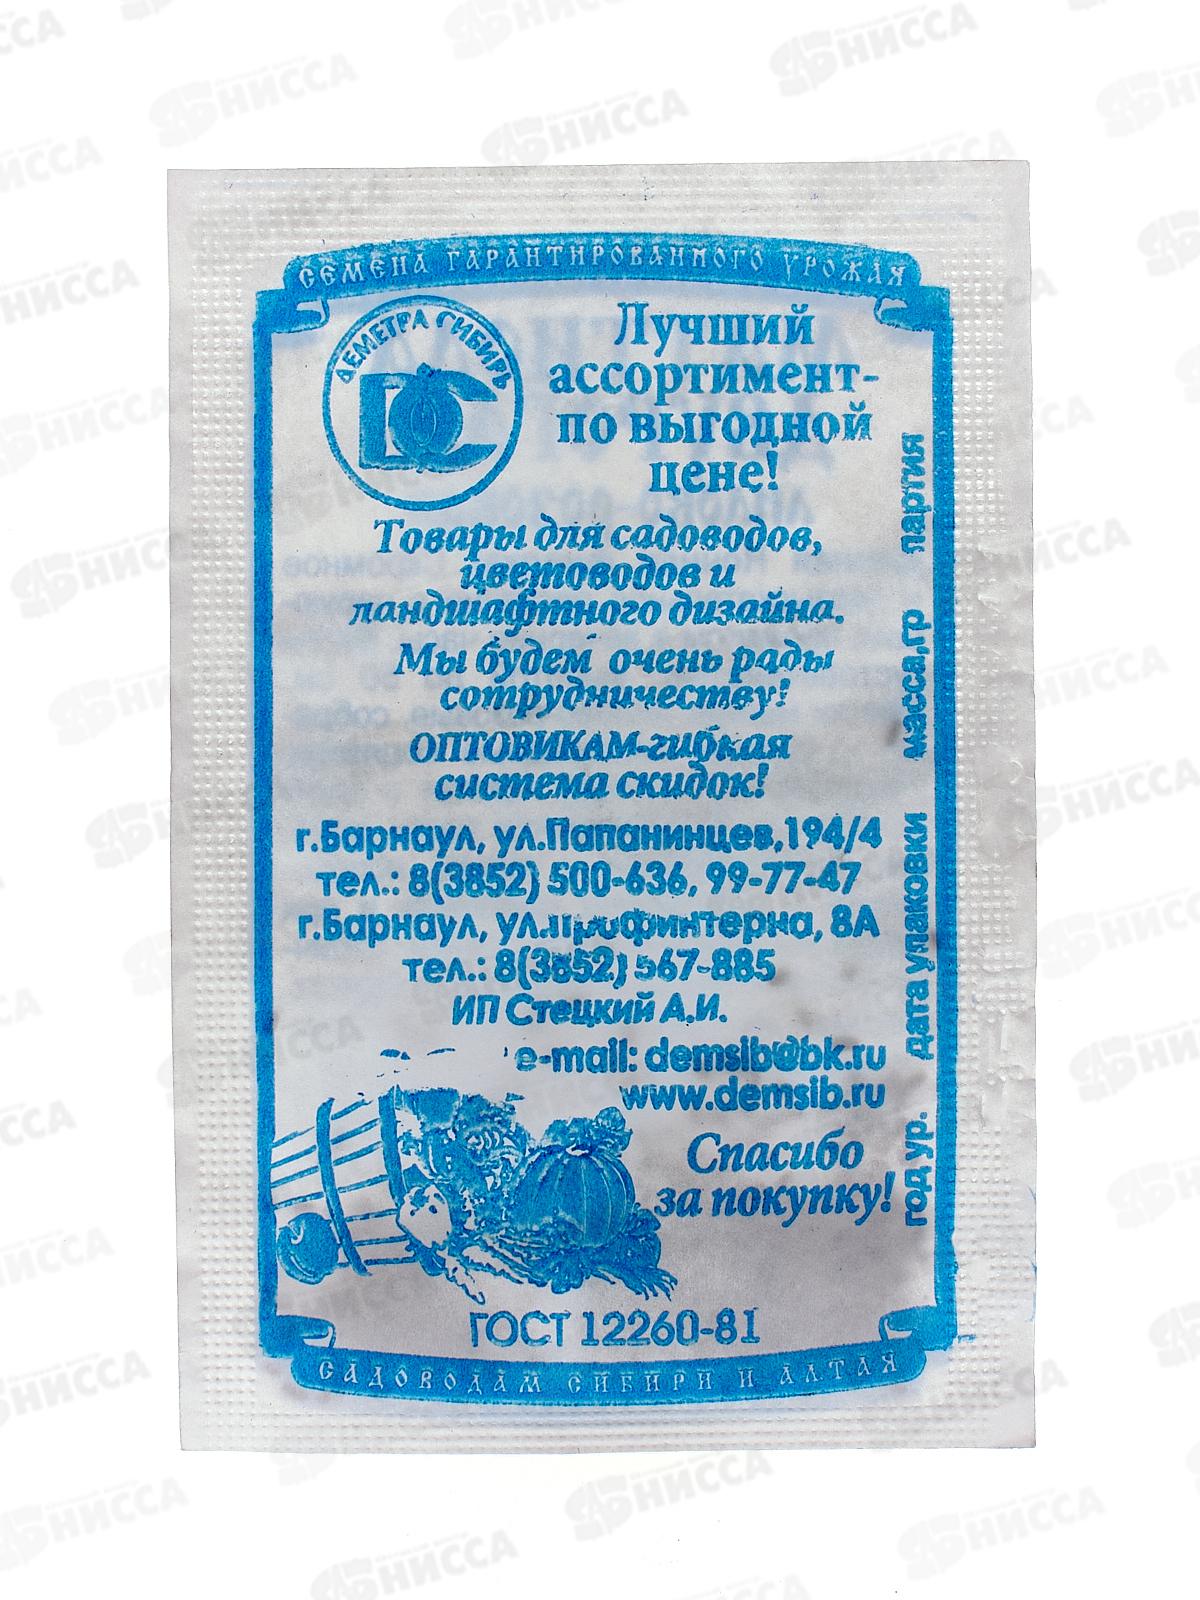 СЕМЕНА ГАРАНТИРОВАННОГО УРОЖАЯ
ДЕМЕТРА СИБИРЬ
ДС
Лучший
ассортимент-
по выгодной
цене!
Товары для садоводов,
цветоводов и
ландшафтного дизайна.
Мы будем очень рады
сотрудничеству!
ОПТОВИКАМ-гибкая
система скидок!
г.Барнаул, ул.Папанинцев,194/4
тел.: 8(3852) 500-636, 99-77-47
г.Барнаул, ул.Профинтерна, 8А
тел.: 8(3852) 567-885
ИП Стецкий А.И.
e-mail: demsib@bk.ru
www.demsib.ru
Спасибо
за покупку!
ГОСТ 12260-81
САДОВОДАМ СИБИРИ И АЛТАЯ
год ур. дата упаковки масса,гр партия
НИССА